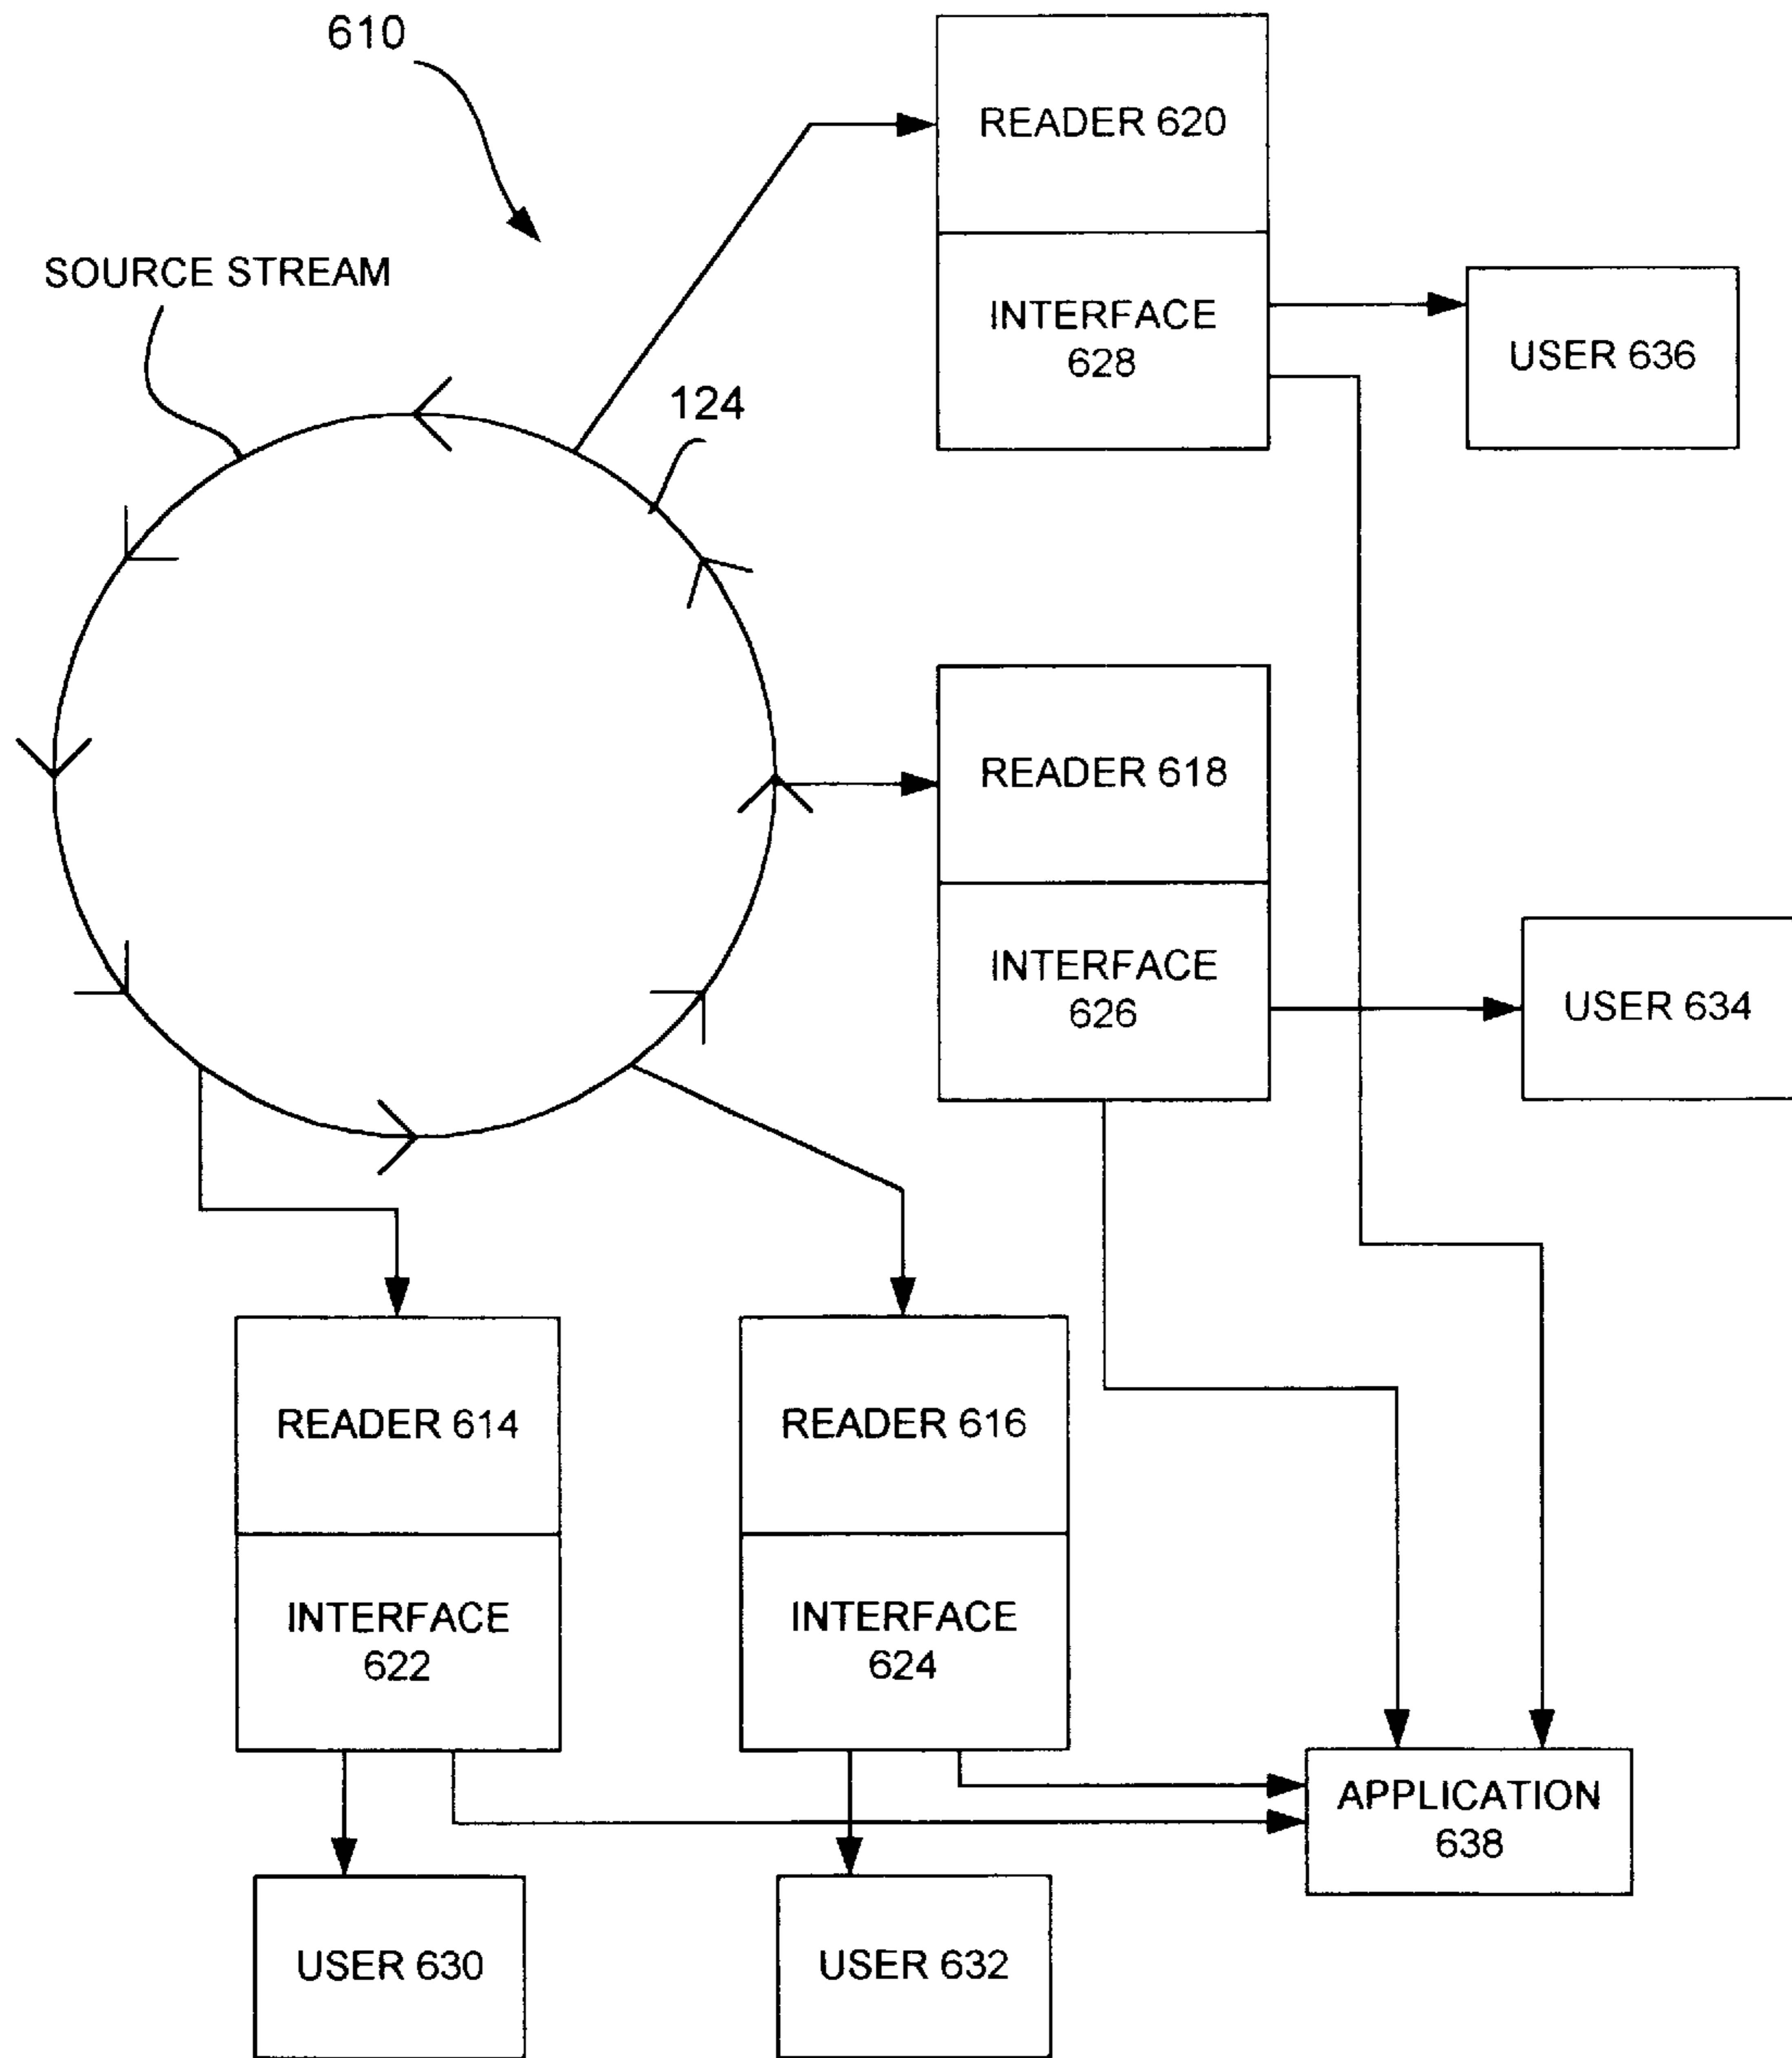 610
READER 620
SOURCE STREAM
INTERFACE
628
USER 636
124
READER 618
INTERFACE
626
USER 634
READER 614
READER 616
INTERFACE
622
INTERFACE
624
APPLICATION
638
USER 630
USER 632